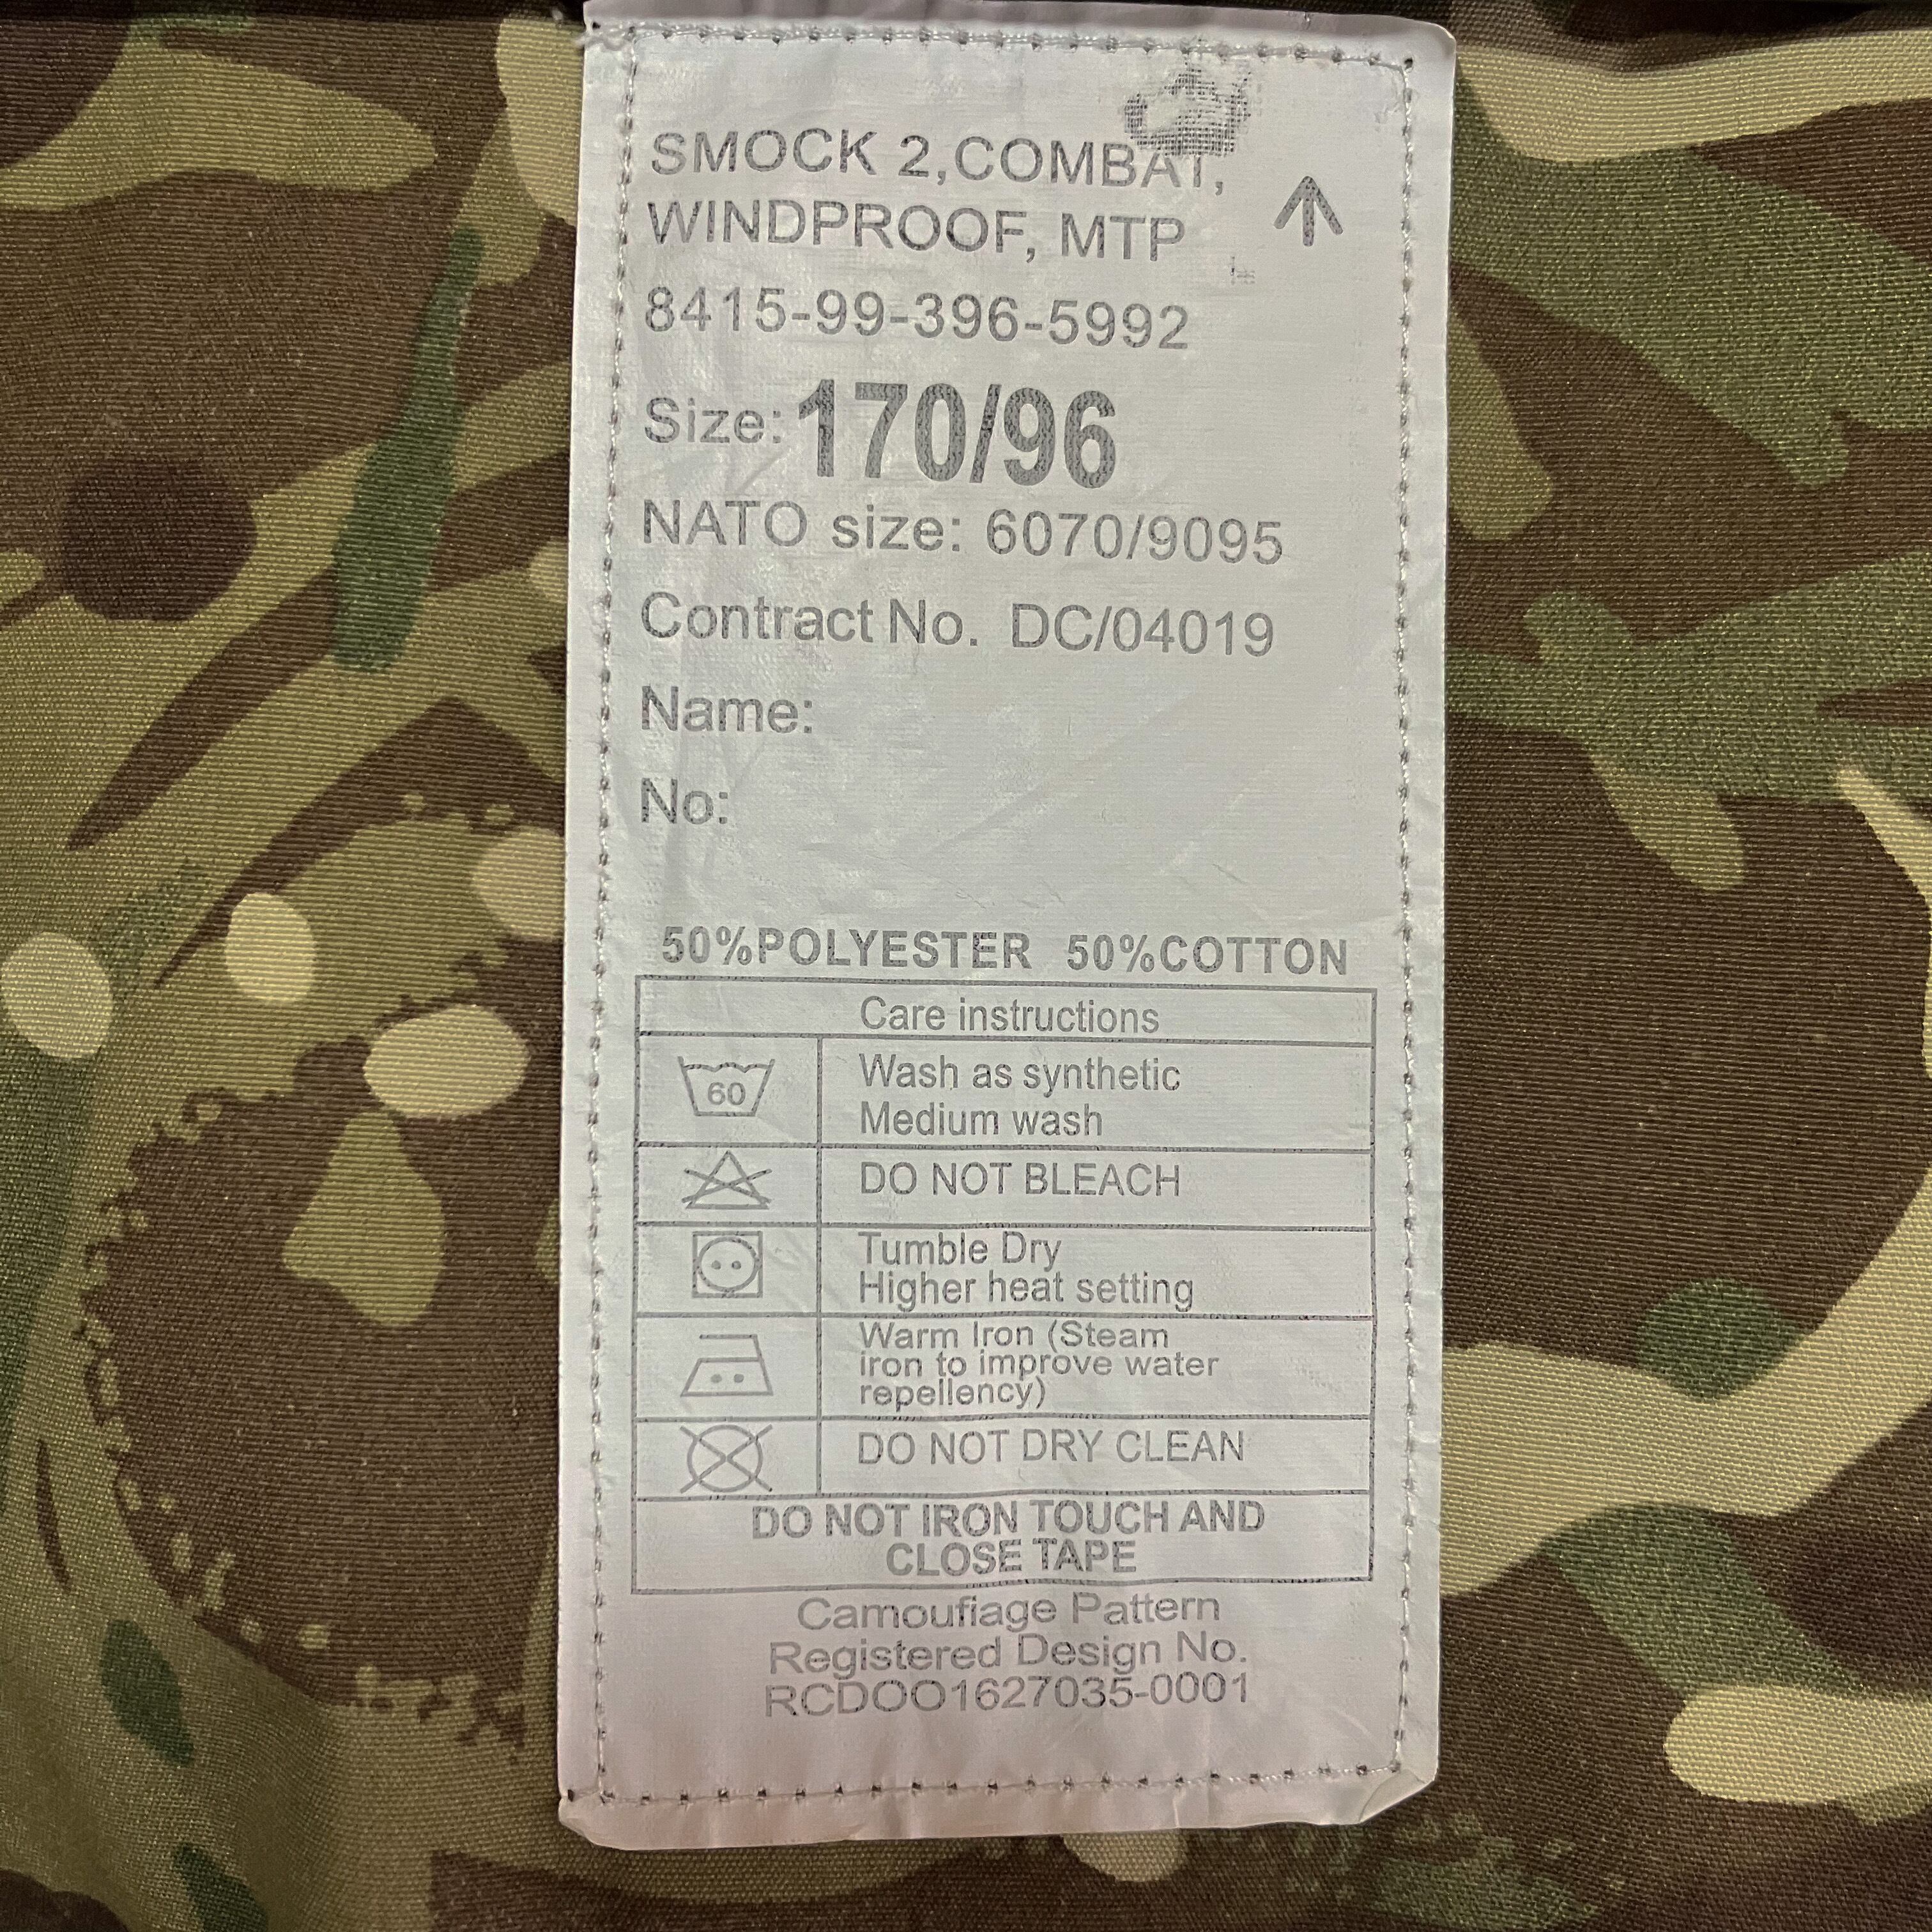 SMOCK 2,COMBAT,
WINDPROOF, MTP
8415-99-396-5992
Size: 170/96
NATO size: 6070/9095
Contract No. DC/04019
Name:
No:
50%POLYESTER 50%COTTON
Care instructions
60
Wash as synthetic
Medium wash
DO NOT BLEACH
Tumble Dry
Higher heat setting
Warm Iron (Steam
iron to improve water
repellency)
DO NOT DRY CLEAN
DO NOT IRON TOUCH AND
CLOSE TAPE
Camoufiage Pattern
Registered Design No.
RCDOO1627035-0001